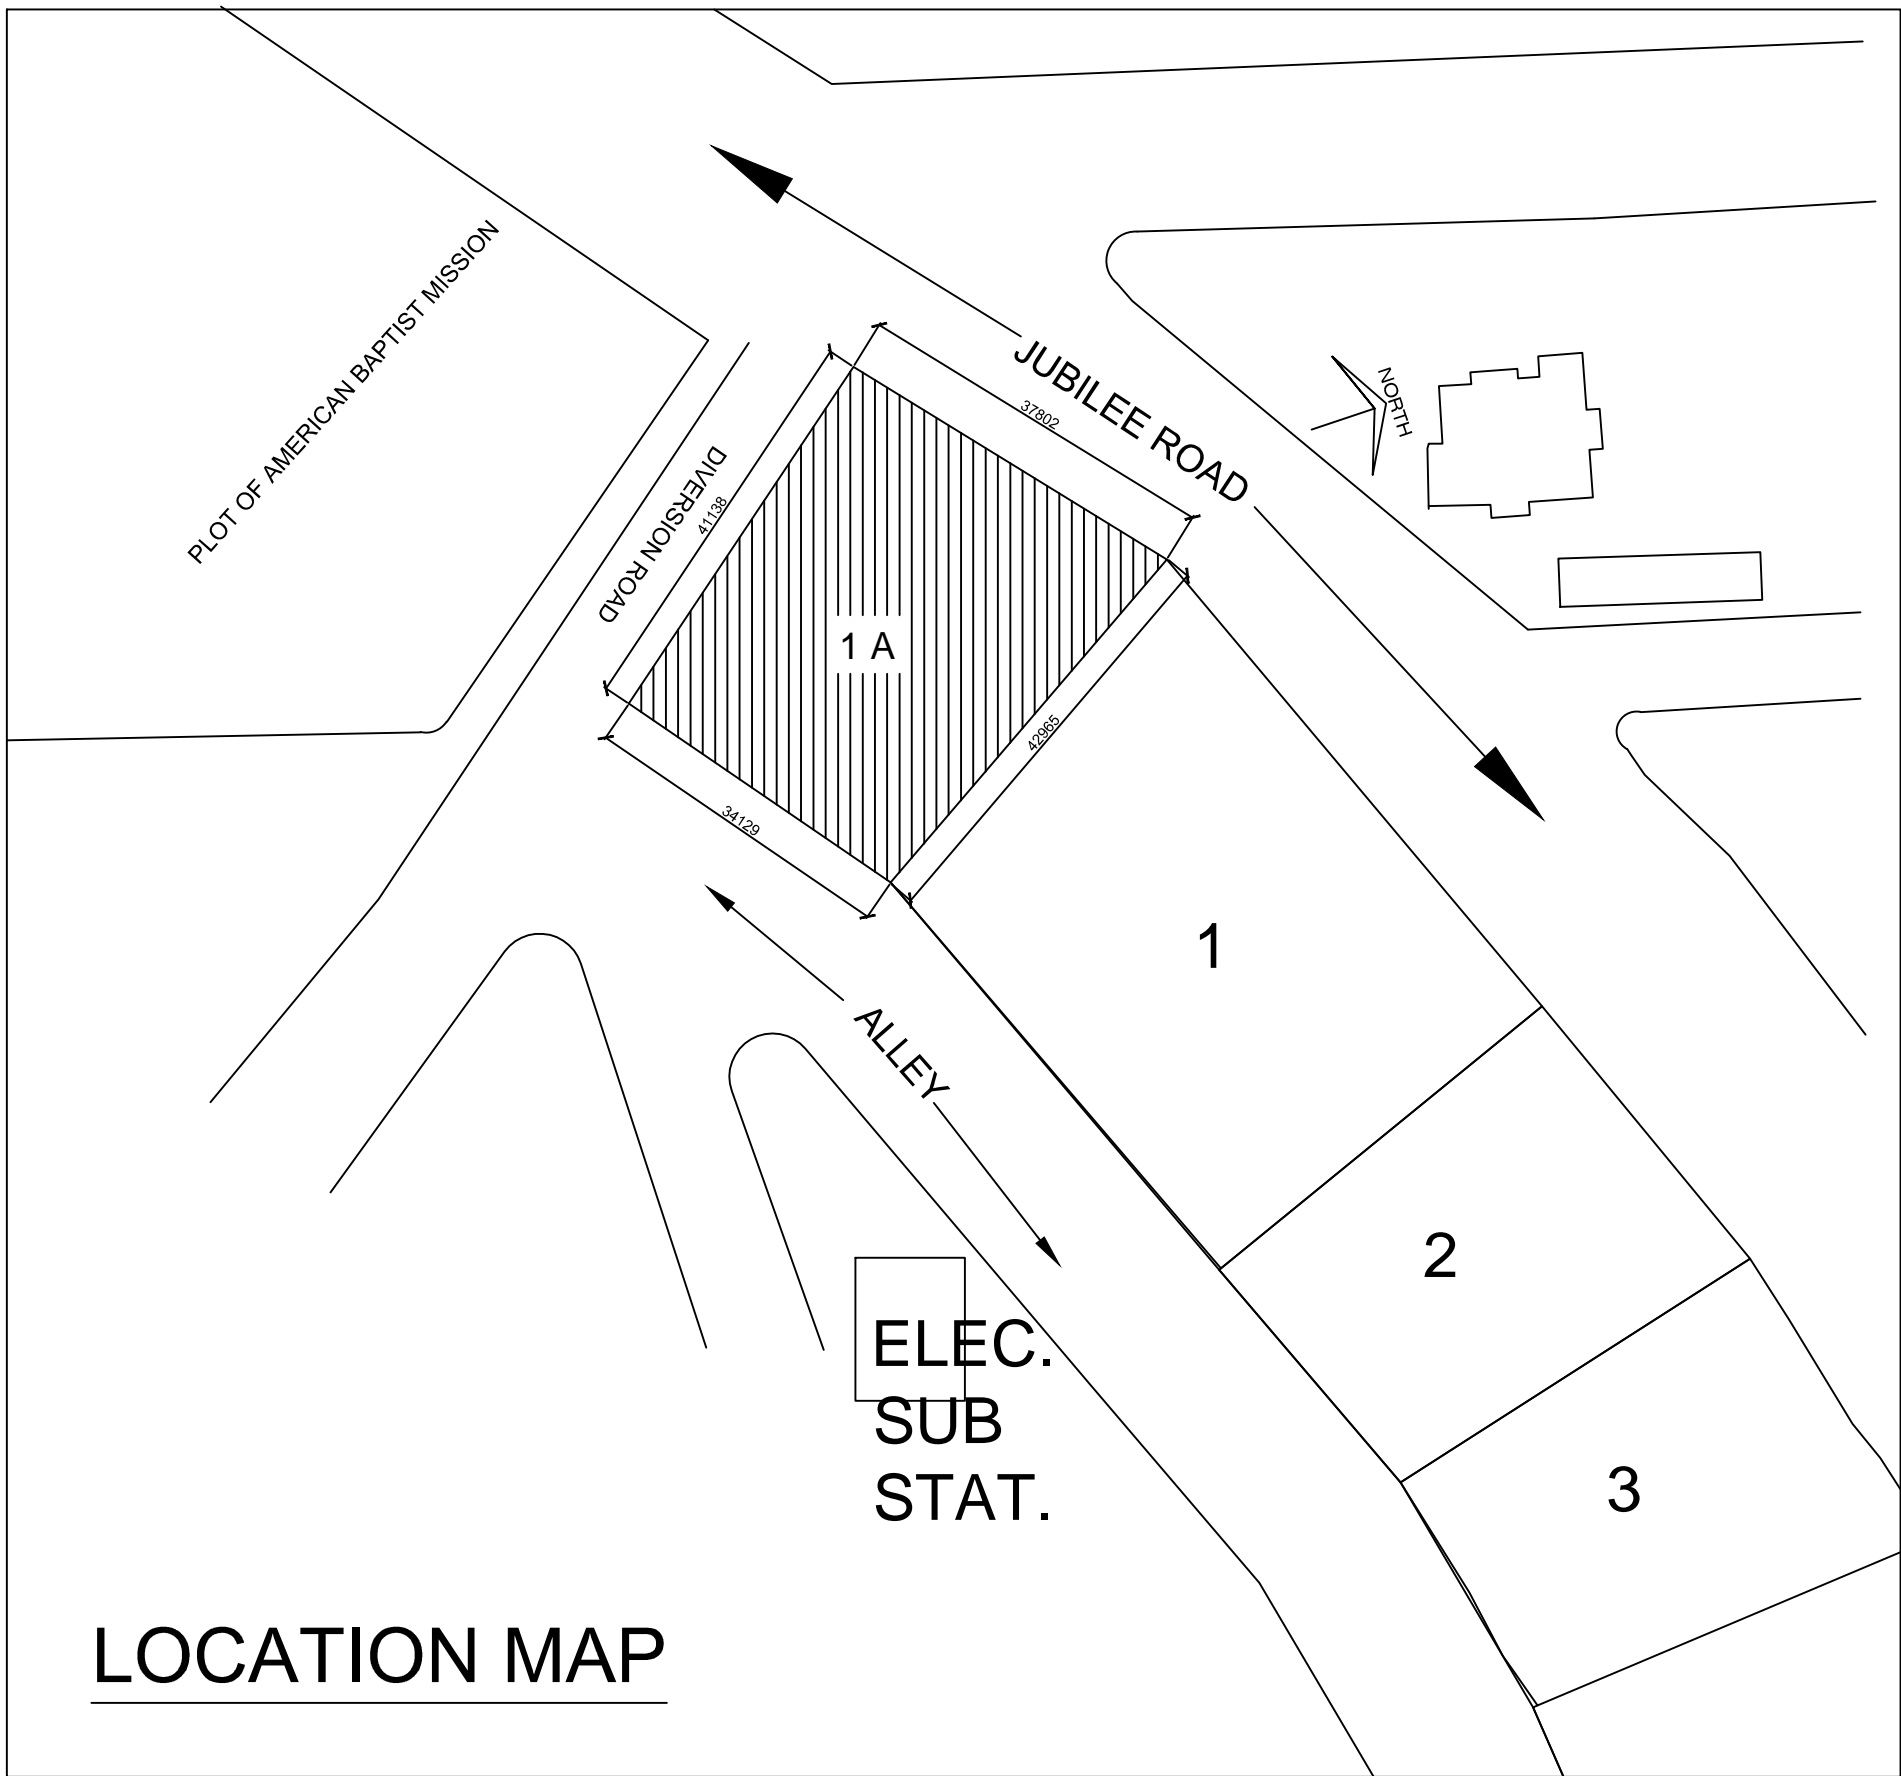 PLOT OF AMERICAN BAPTIST MISSION
JUBILEE ROAD
NORTH
37802
DIVERSION ROAD
41138
1 A
42965
34129
1
ALLEY
2
ELEC.
SUB
STAT.
3
LOCATION MAP